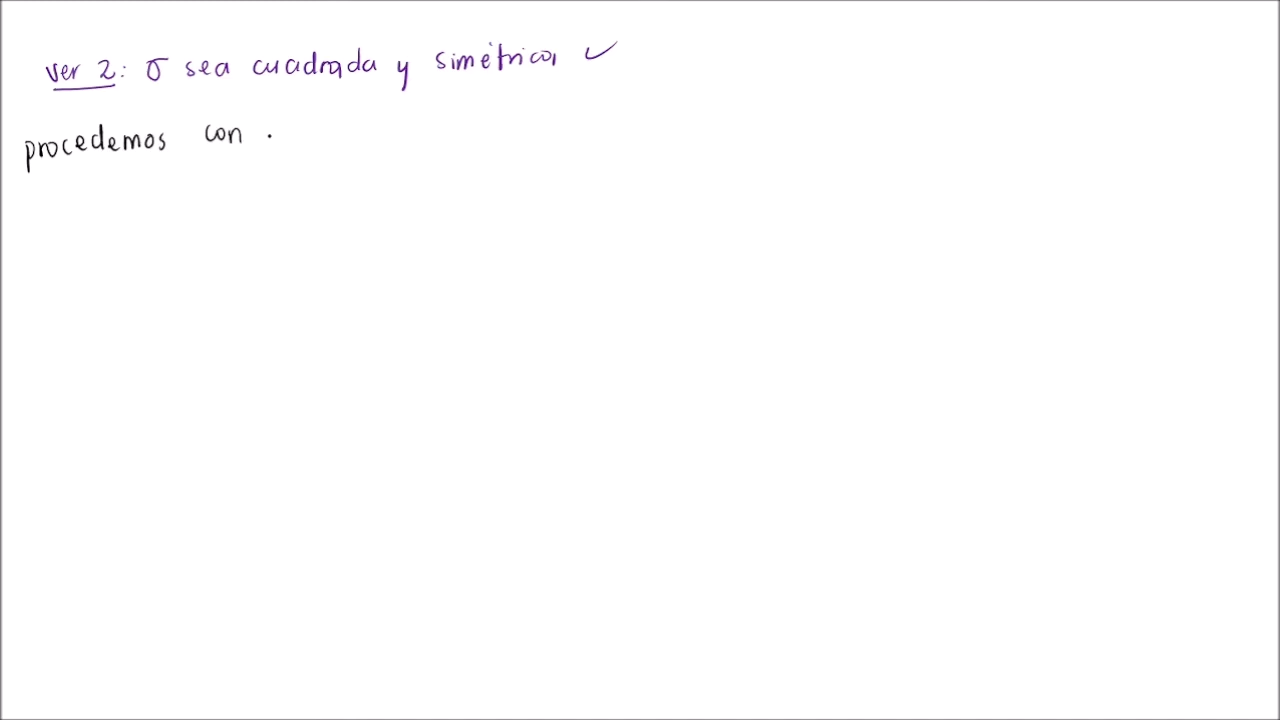 ver 2: σ sea cuadrada y simétrica ✓
procedemos con .